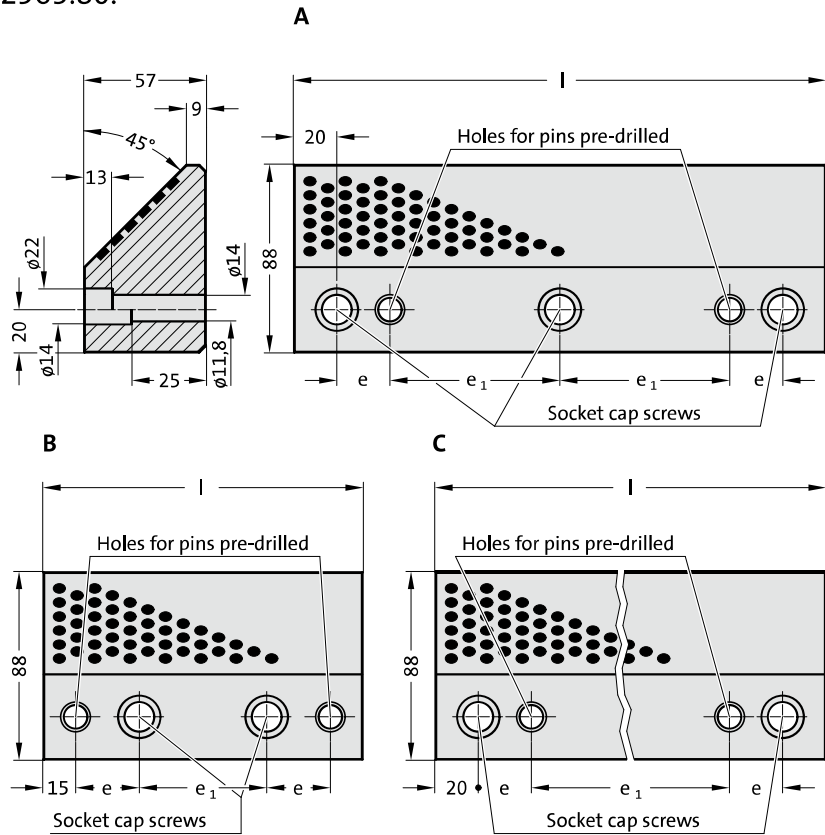 A
57
l
9
45°
20
Holes for pins pre-drilled
13
ø22
ø14
88
20
ø14
ø11,8
25
e
e1
e1
e
Socket cap screws
B
C
l
l
Holes for pins pre-drilled
Holes for pins pre-drilled
88
88
15
e
e1
e
20
e
e1
e
Socket cap screws
Socket cap screws